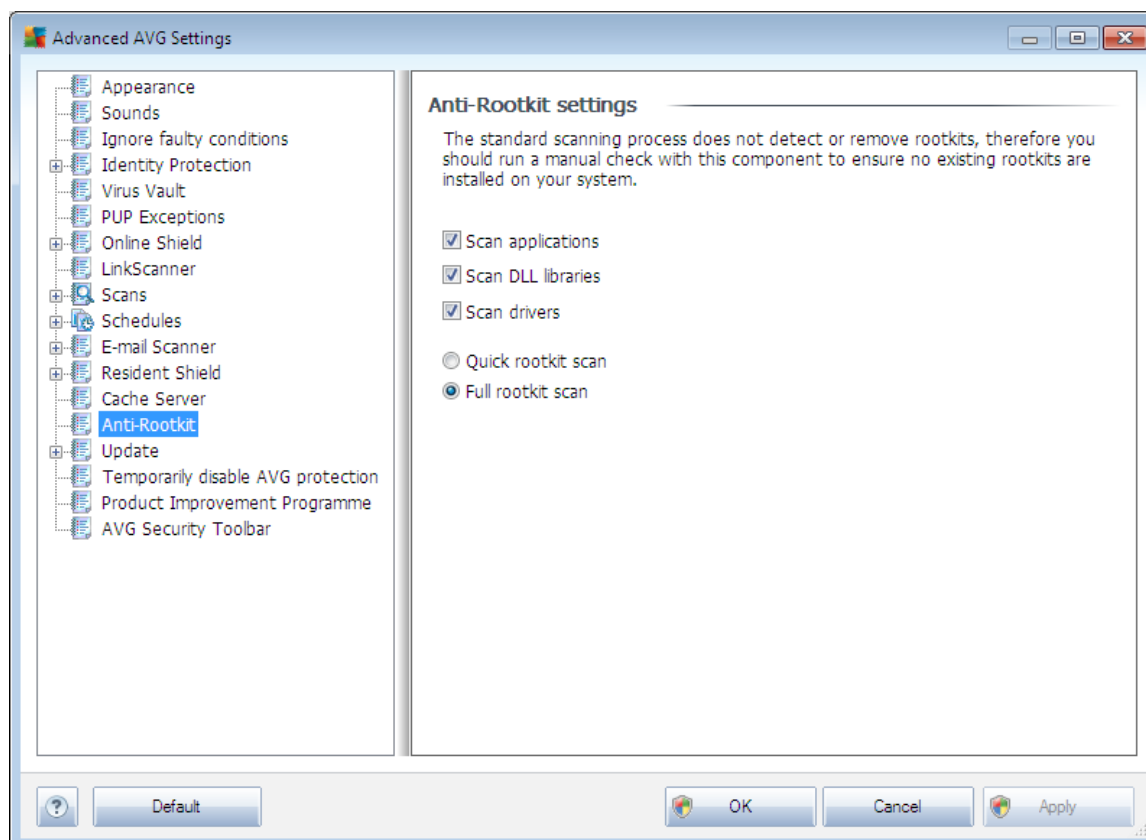 Advanced AVG Settings
Appearance
Sounds
Ignore faulty conditions
Identity Protection
Virus Vault
PUP Exceptions
Online Shield
LinkScanner
Scans
Schedules
E-mail Scanner
Resident Shield
Cache Server
Anti-Rootkit
Update
Temporarily disable AVG protection
Product Improvement Programme
AVG Security Toolbar
Anti-Rootkit settings
The standard scanning process does not detect or remove rootkits, therefore you
should run a manual check with this component to ensure no existing rootkits are
installed on your system.
Scan applications
Scan DLL libraries
Scan drivers
Quick rootkit scan
Full rootkit scan
?
Default
OK
Cancel
Apply